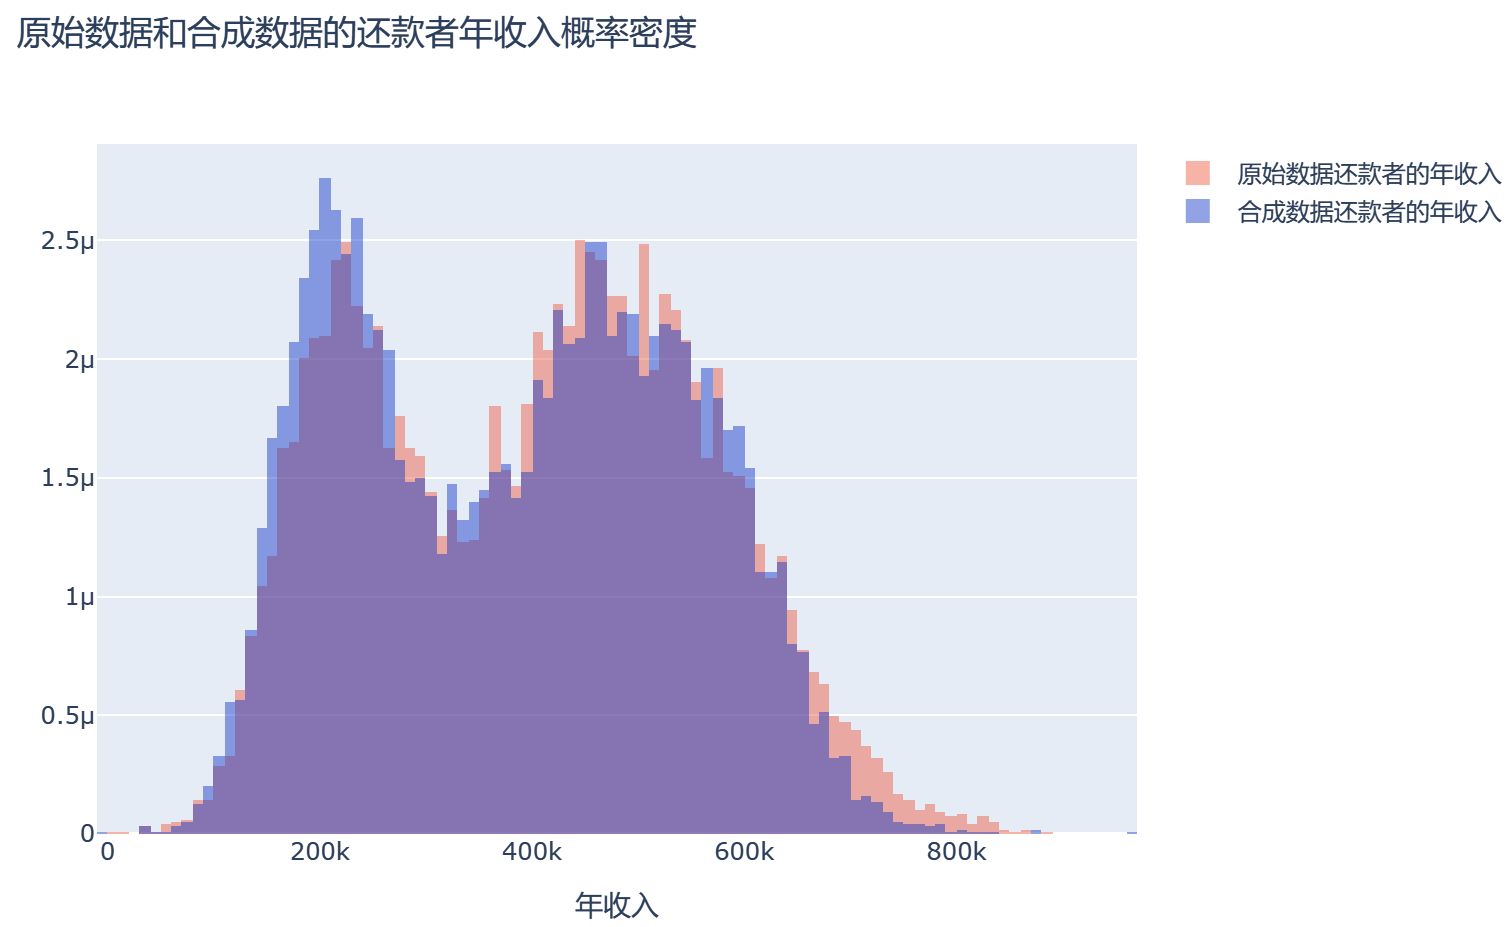 原始数据和合成数据的还款者年收入概率密度
原始数据还款者的年收入
合成数据还款者的年收入
2.5μ
2μ
1.5μ
1μ
0.5μ
0
0 200k 400k 600k 800k
年收入